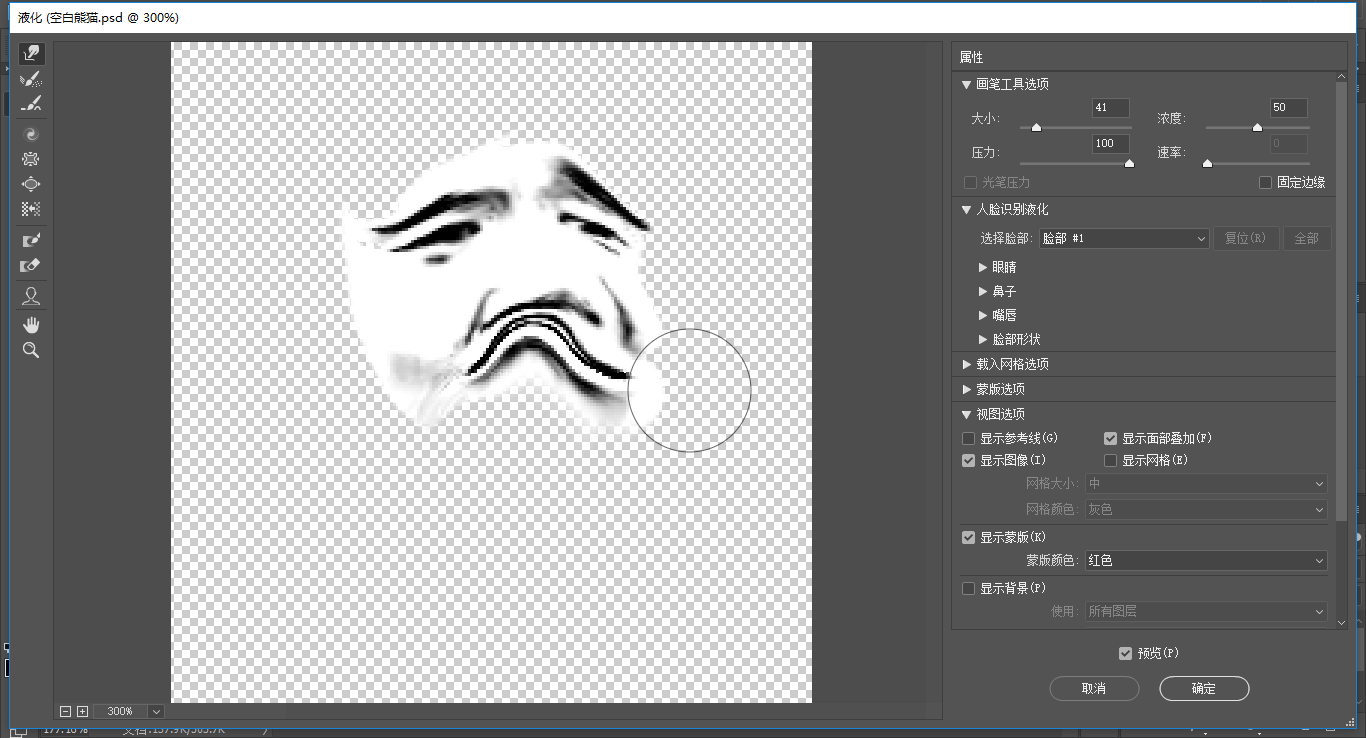 液化 (空白熊猫.psd @ 300%)
属性
画笔工具选项
大小: 41 浓度: 50
压力: 100 速率: 0
光笔压力 固定边缘
人脸识别液化
选择脸部: 脸部 #1 复位(R) 全部
眼睛
鼻子
嘴唇
脸部形状
载入网格选项
蒙版选项
视图选项
显示参考线(G) 显示面部叠加(F)
显示图像(I) 显示网格(E)
网格大小: 中
网格颜色: 灰色
显示蒙版(K)
蒙版颜色: 红色
显示背景(P)
使用: 所有图层
预览(P)
取消 确定
300%